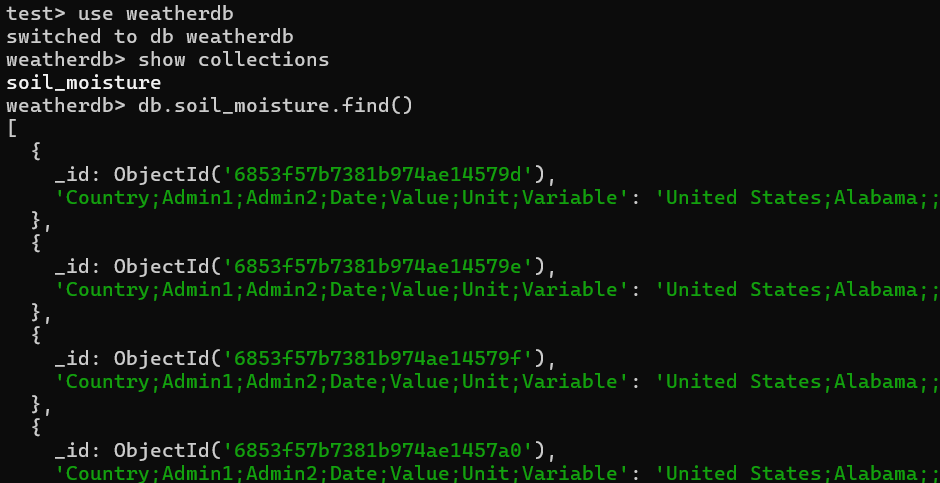 test> use weatherdb
switched to db weatherdb
weatherdb> show collections
soil_moisture
weatherdb> db.soil_moisture.find()
[
  {
    _id: ObjectId('6853f57b7381b974ae14579d'),
    'Country;Admin1;Admin2;Date;Value;Unit;Variable': 'United States;Alabama;;
  },
  {
    _id: ObjectId('6853f57b7381b974ae14579e'),
    'Country;Admin1;Admin2;Date;Value;Unit;Variable': 'United States;Alabama;;
  },
  {
    _id: ObjectId('6853f57b7381b974ae14579f'),
    'Country;Admin1;Admin2;Date;Value;Unit;Variable': 'United States;Alabama;;
  },
  {
    _id: ObjectId('6853f57b7381b974ae1457a0'),
    'Country;Admin1;Admin2;Date;Value;Unit;Variable': 'United States;Alabama;;